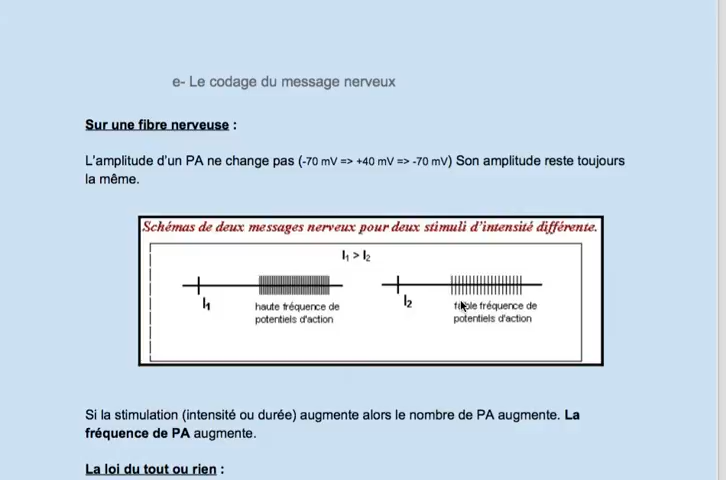 e- Le codage du message nerveux
Sur une fibre nerveuse :
L'amplitude d'un PA ne change pas (-70 mV => +40 mV => -70 mV) Son amplitude reste toujours
la même.
Schémas de deux messages nerveux pour deux stimuli d'intensité différente.
I1 > I2
I1
haute fréquence de
potentiels d'action
I2
faible fréquence de
potentiels d'action
Si la stimulation (intensité ou durée) augmente alors le nombre de PA augmente. La
fréquence de PA augmente.
La loi du tout ou rien :